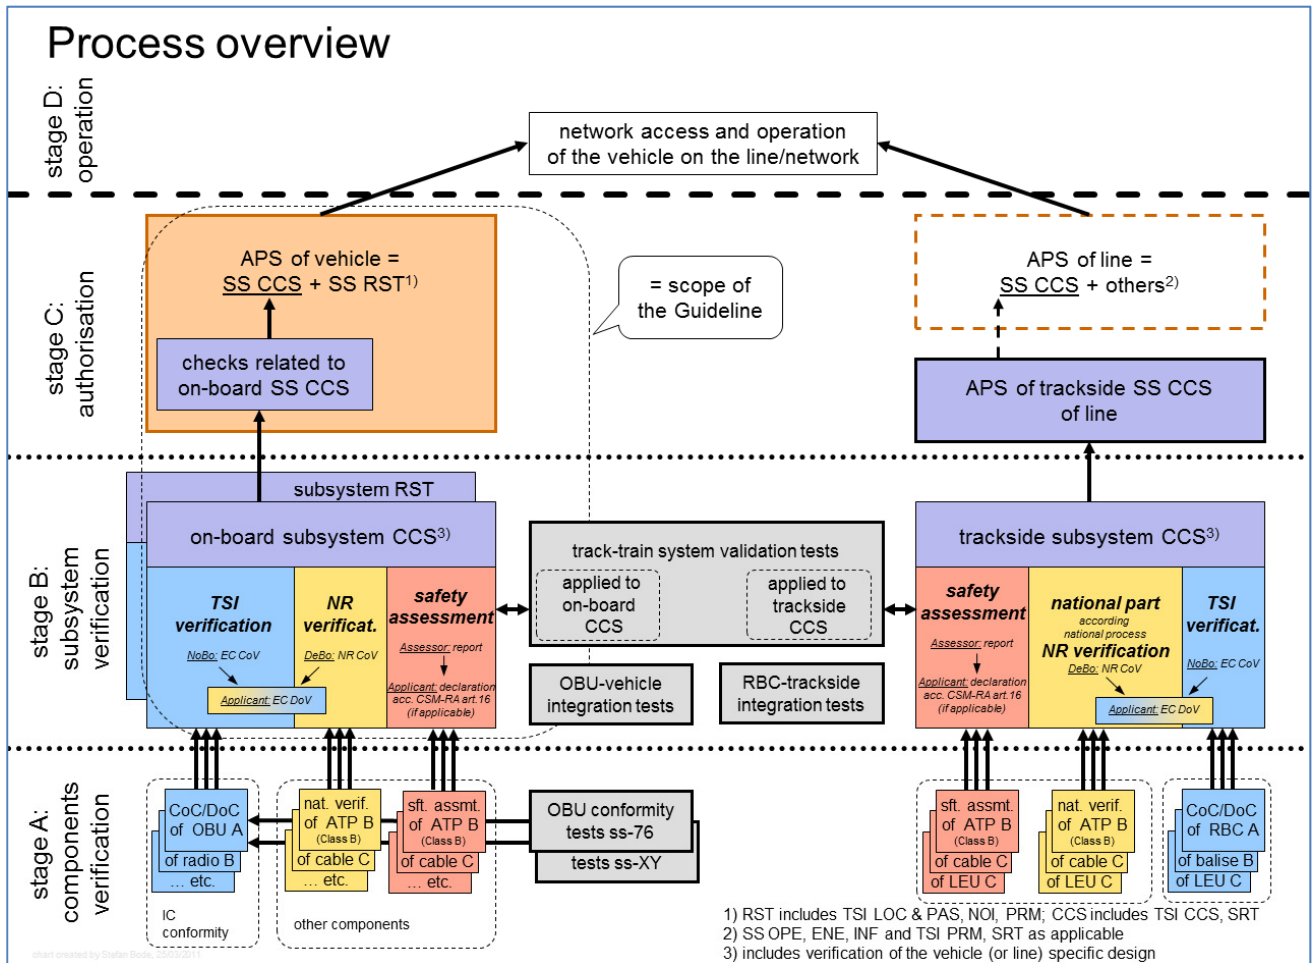 Process overview
stage D:
operation
network access and operation
of the vehicle on the line/network
stage C:
authorisation
APS of vehicle =
SS CCS + SS RST1)
checks related to
on-board SS CCS
= scope of
the Guideline
APS of line =
SS CCS + others2)
APS of trackside SS CCS
of line
stage B:
subsystem
verification
subsystem RST
on-board subsystem CCS3)
TSI
verification
NoBo: EC CoV
NR
verificat.
DeBo: NR CoV
Applicant: EC DoV
safety
assessment
Assessor: report
Applicant: declaration
acc. CSM-RA art.16
(if applicable)
track-train system validation tests
applied to
on-board
CCS
applied to
trackside
CCS
OBU-vehicle
integration tests
RBC-trackside
integration tests
trackside subsystem CCS3)
safety
assessment
Assessor: report
Applicant: declaration
acc. CSM-RA art.16
(if applicable)
national part
according
national process
NR verification
DeBo: NR CoV
TSI
verificat.
NoBo: EC CoV
Applicant: EC DoV
stage A:
components
verification
CoC/DoC
of OBU A
of radio B
... etc.
IC
conformity
nat. verif.
of ATP B
(Class B)
of cable C
... etc.
sft. assmt.
of ATP B
(Class B)
of cable C
... etc.
other components
OBU conformity
tests ss-76
tests ss-XY
sft. assmt.
of ATP B
(Class B)
of cable C
of LEU C
nat. verif.
of ATP B
(Class B)
of cable C
of LEU C
CoC/DoC
of RBC A
of balise B
of LEU C
1) RST includes TSI LOC & PAS, NOI, PRM; CCS includes TSI CCS, SRT
2) SS OPE, ENE, INF and TSI PRM, SRT as applicable
3) includes verification of the vehicle (or line) specific design
chart created by Stefan Bode, 25/03/2011